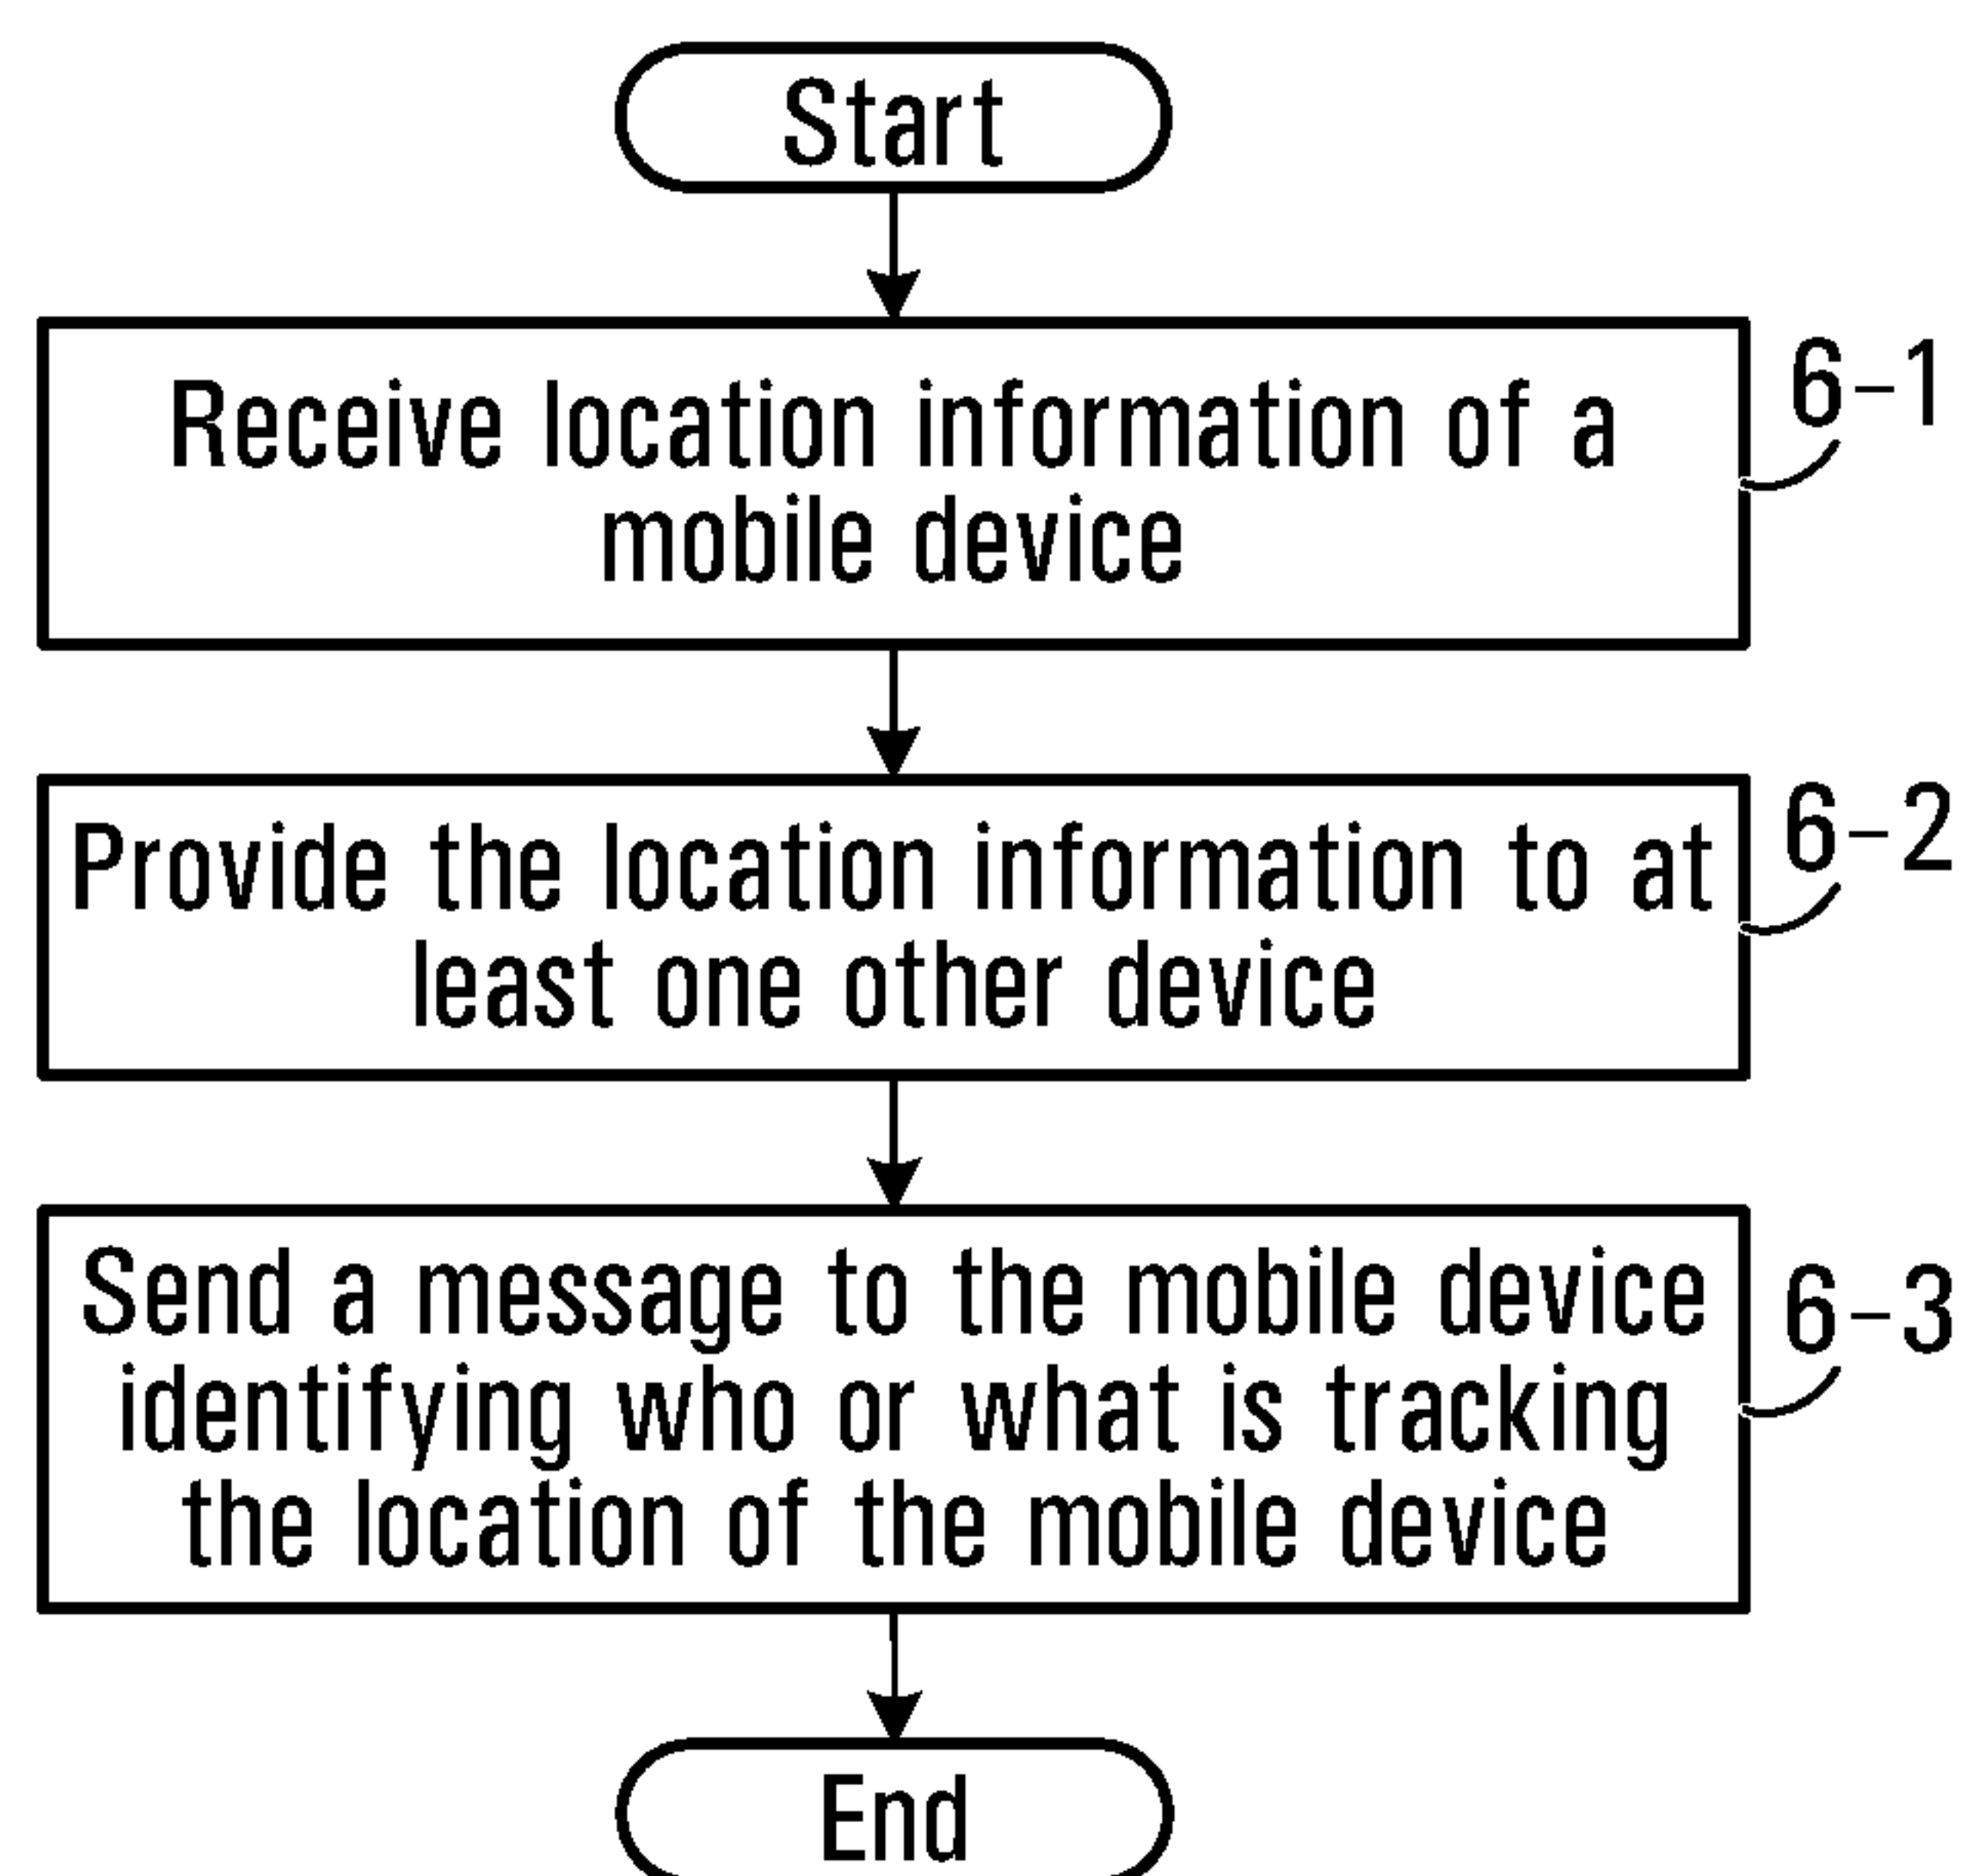 Start
Receive location information of a
mobile device
6-1
Provide the location information to at
least one other device
6-2
Send a message to the mobile device
identifying who or what is tracking
the location of the mobile device
6-3
End